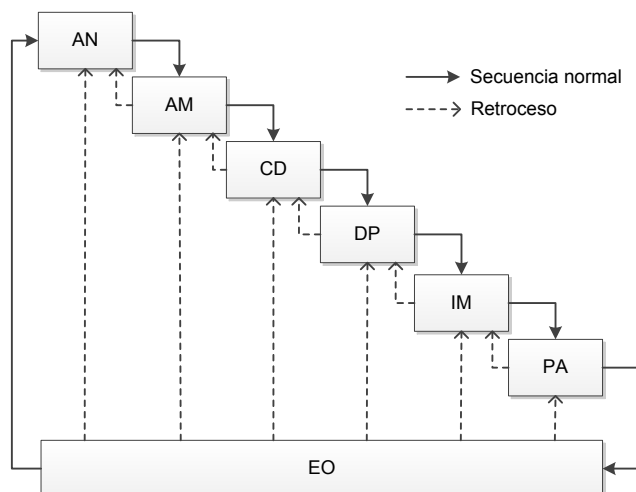 AN
AM
CD
DP
IM
PA
EO
Secuencia normal
Retroceso